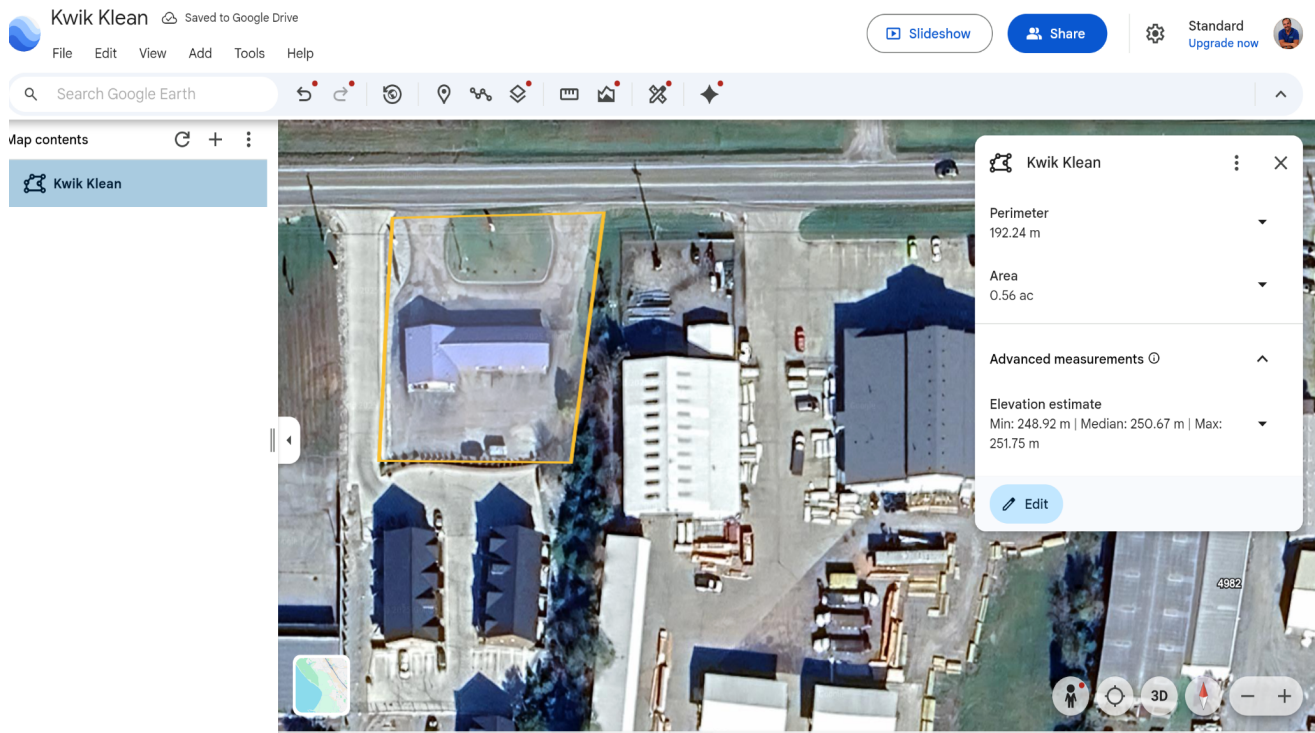 Kwik Klean
Saved to Google Drive
File Edit View Add Tools Help
Slideshow
Share
Standard
Upgrade now
Search Google Earth
Map contents
Kwik Klean
Kwik Klean
Perimeter
192.24 m
Area
0.56 ac
Advanced measurements
Elevation estimate
Min: 248.92 m | Median: 250.67 m | Max:
251.75 m
Edit
4982
3D